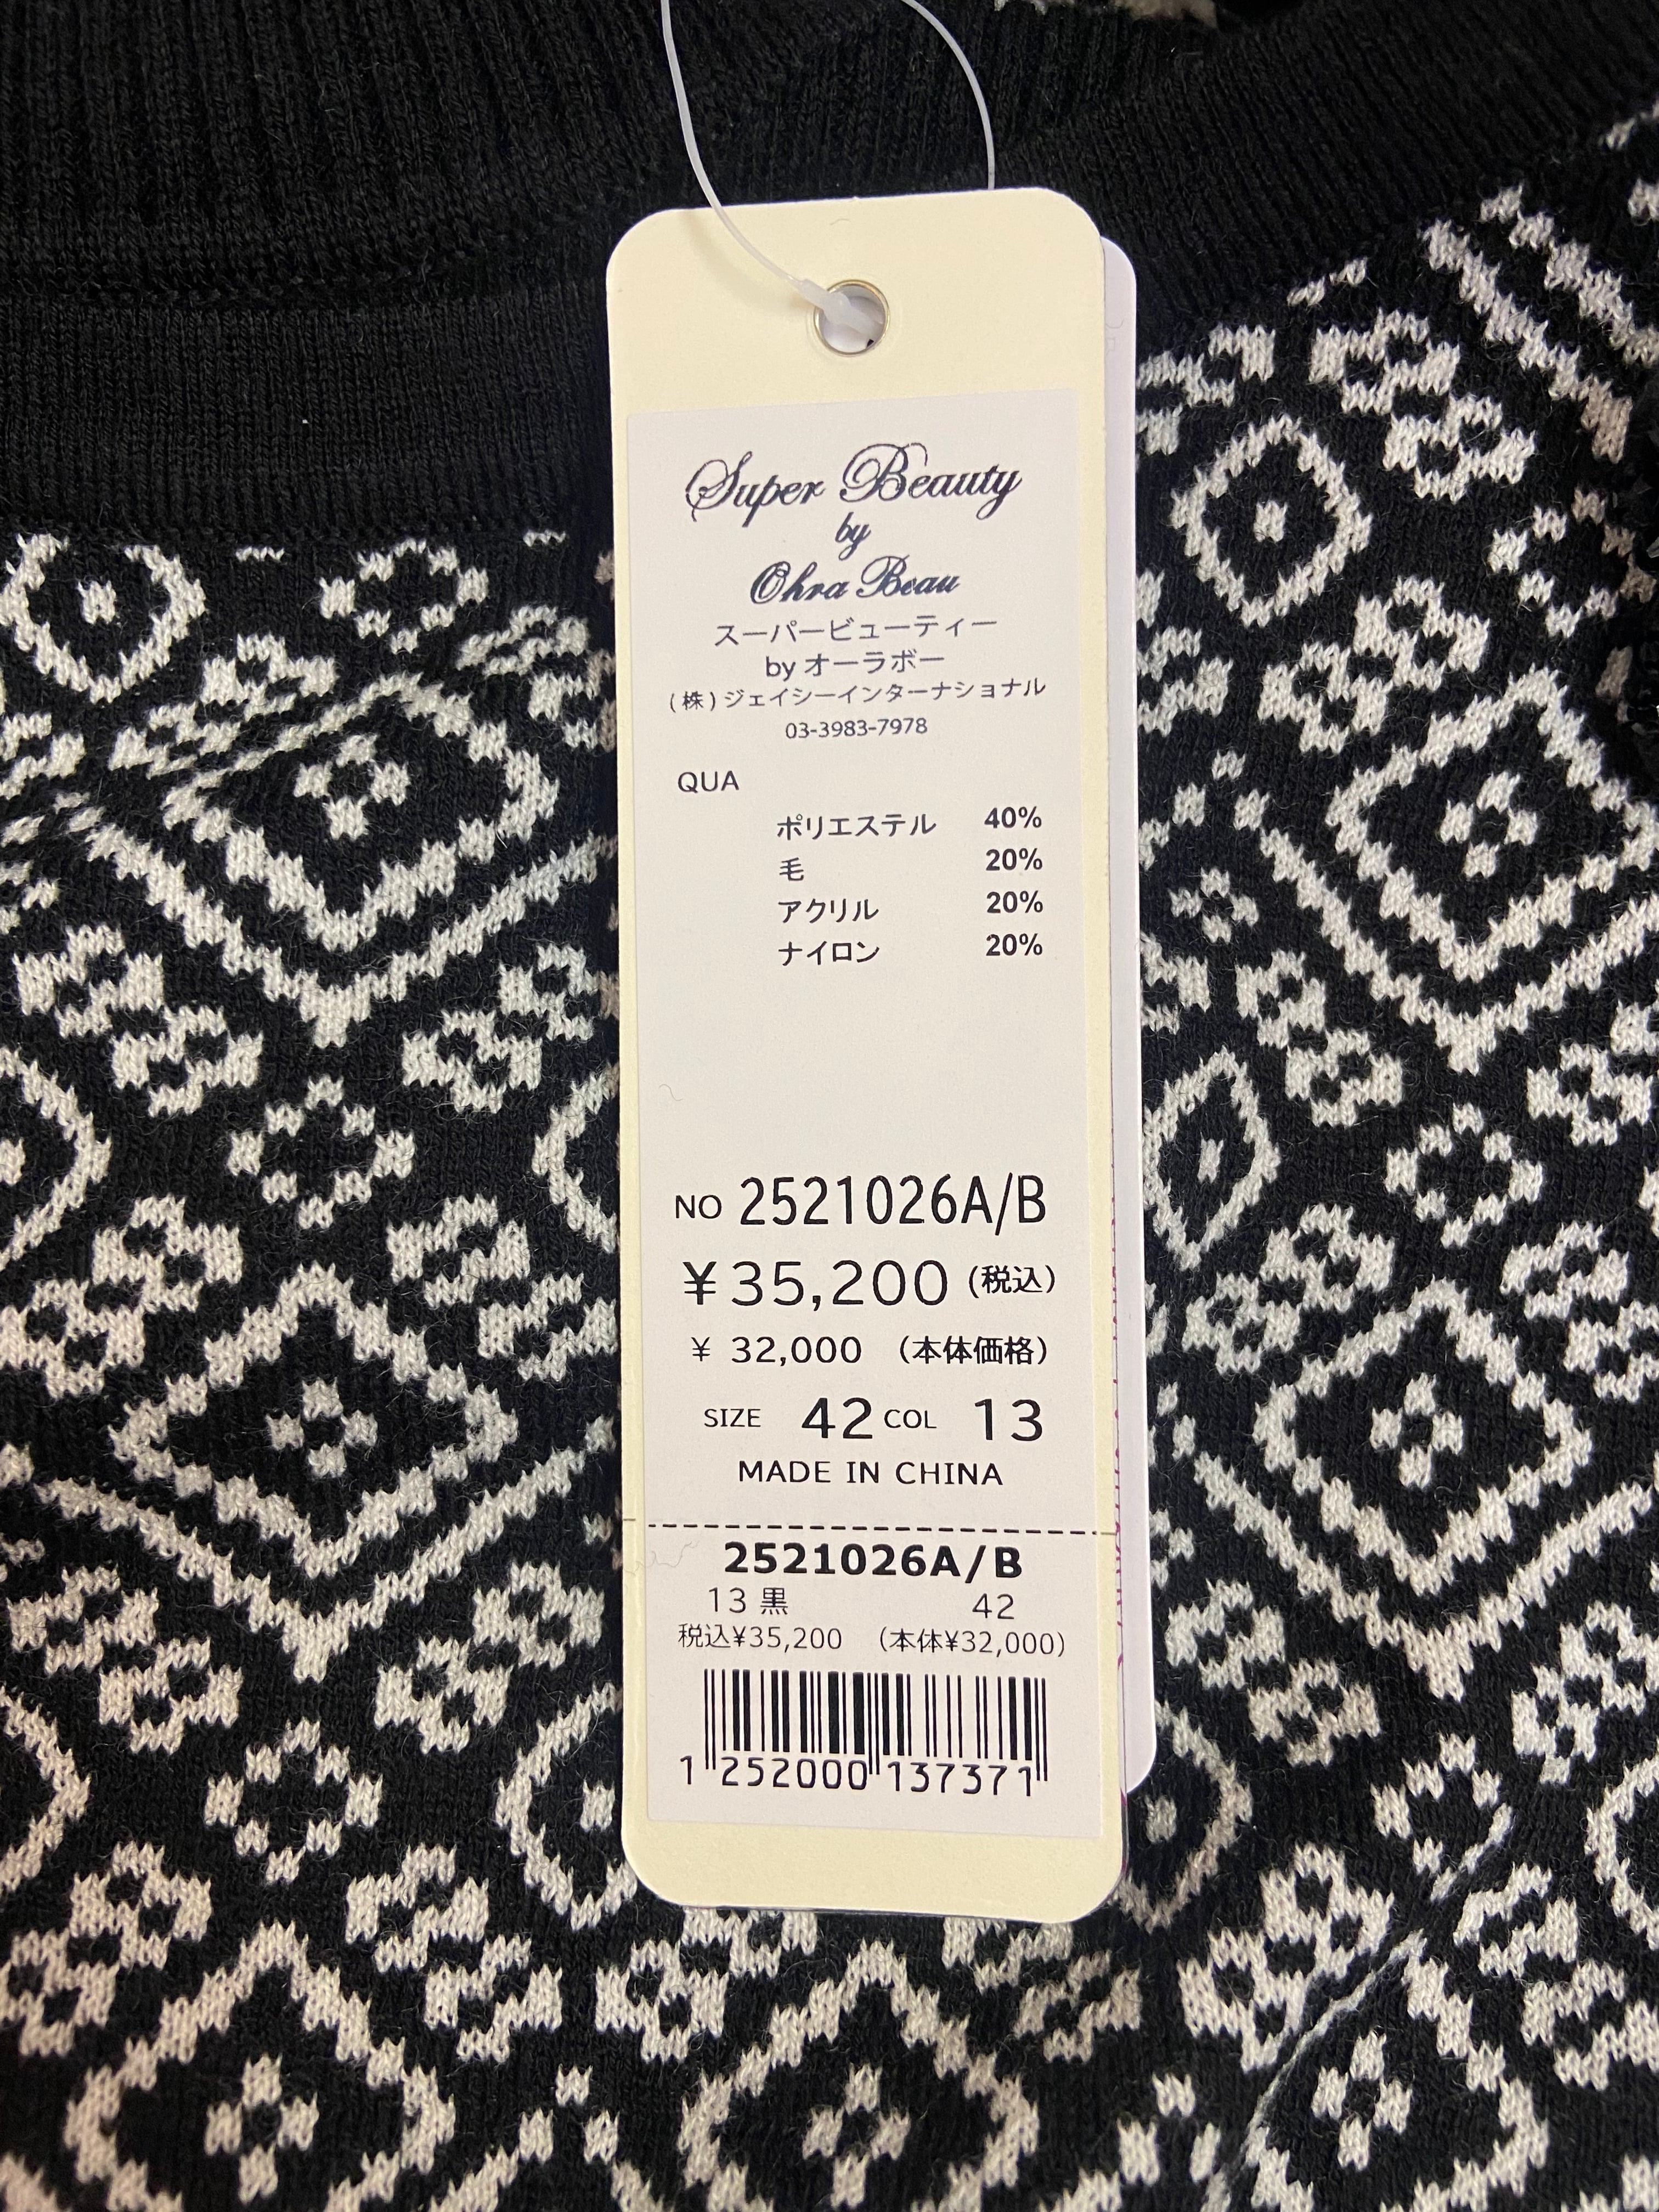 Super Beauty
by
Ohra Beau
スーパービューティー
by オーラボー
(株)ジェイシーインターナショナル
03-3983-7978
QUA
ポリエステル 40%
毛 20%
アクリル 20%
ナイロン 20%
NO 2521026A/B
¥35,200 (税込)
¥ 32,000 (本体価格)
SIZE 42 COL 13
MADE IN CHINA
2521026A/B
13 黒 42
税込¥35,200 (本体¥32,000)
1 252000 137371